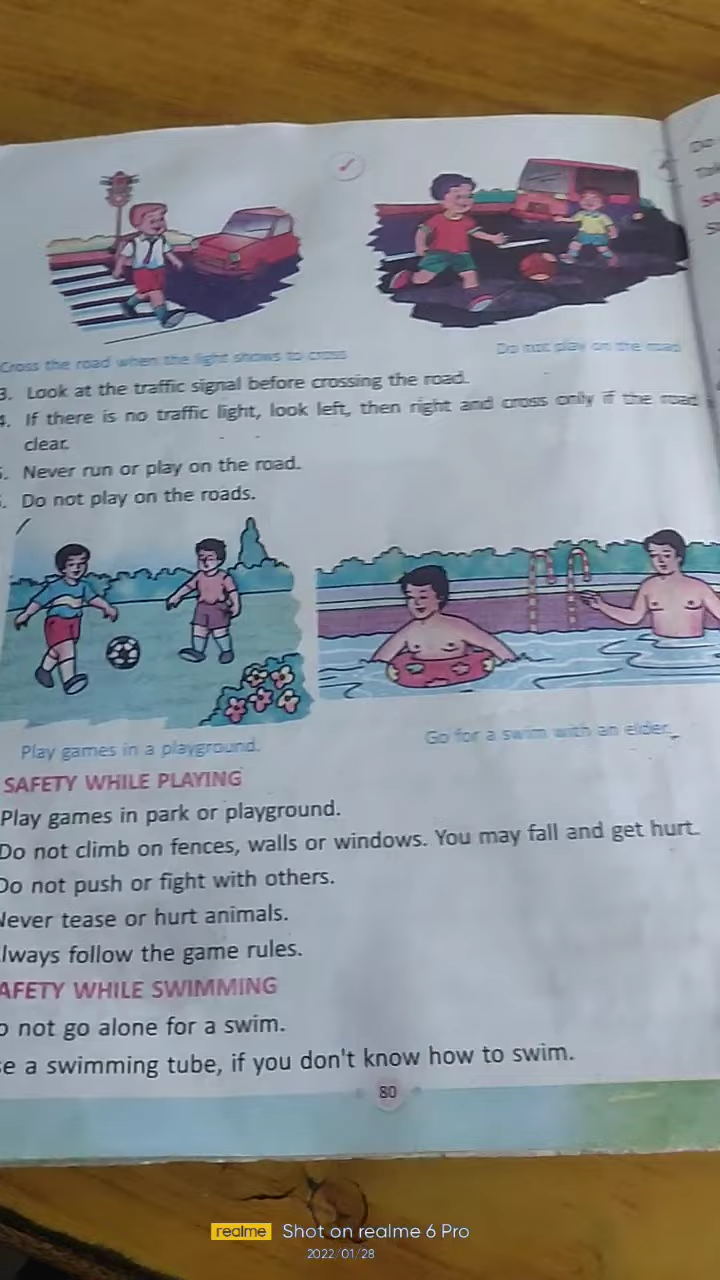 Cross the road when the light shows to cross
Do not play on the road
3. Look at the traffic signal before crossing the road.
4. If there is no traffic light, look left, then right and cross only if the road
clear.
. Never run or play on the road.
. Do not play on the roads.
Play games in a playground.
Go for a swim with an elder.
SAFETY WHILE PLAYING
Play games in park or playground.
Do not climb on fences, walls or windows. You may fall and get hurt.
Do not push or fight with others.
Never tease or hurt animals.
lways follow the game rules.
AFETY WHILE SWIMMING
o not go alone for a swim.
se a swimming tube, if you don't know how to swim.
80
Do
realme Shot on realme 6 Pro
2022/01/28